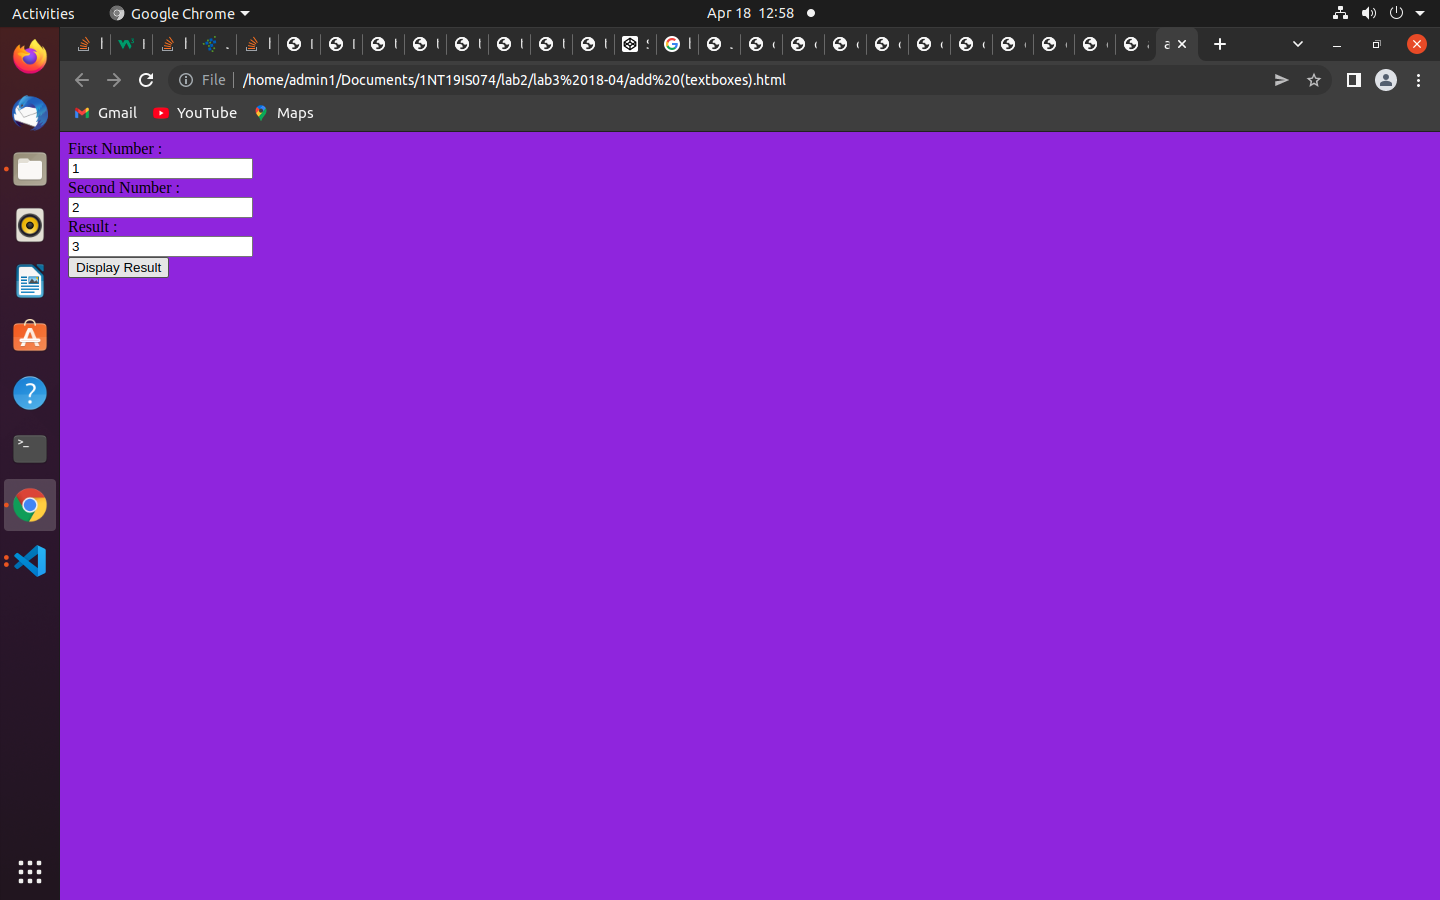 Activities
Google Chrome
Apr 18 12:58
File
/home/admin1/Documents/1NT19IS074/lab2/lab3%2018-04/add%20(textboxes).html
Gmail
YouTube
Maps
First Number :
1
Second Number :
2
Result :
3
Display Result